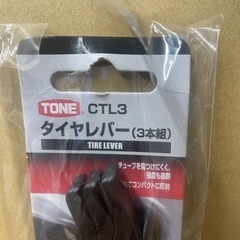 TONE CTL3
タイヤレバー(3本組)
TIRE LEVER
チューブを傷つけにくく、
強度も抜群
でコンパクトに収納